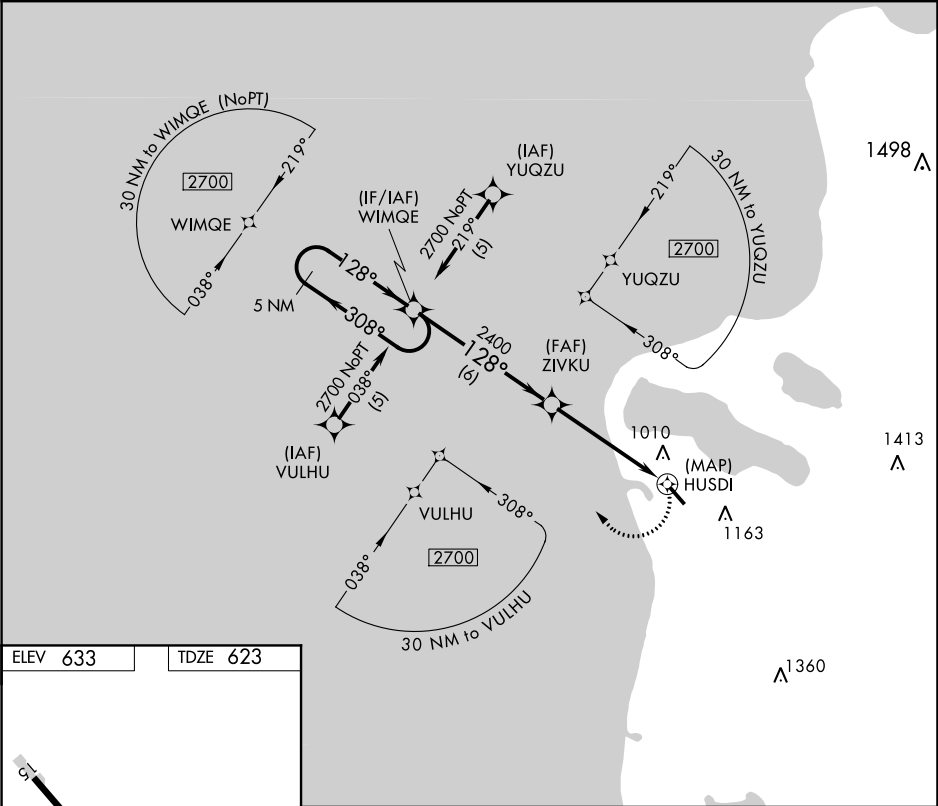 30 NM to WIMQE (NoPT)
219°
2700
WIMQE
038°
(IAF)
YUQZU
2700 NoPT
219°
(5)
(IF/IAF)
WIMQE
1498
30 NM to YUQZU
219°
2700
YUQZU
308°
128°
5 NM
308°
2400
128°
(6)
(FAF)
ZIVKU
2700 NoPT
038°
(5)
(IAF)
VULHU
1010
(MAP)
HUSDI
1413
1163
308°
VULHU
038°
2700
30 NM to VULHU
1360
ELEV 633
TDZE 623
15